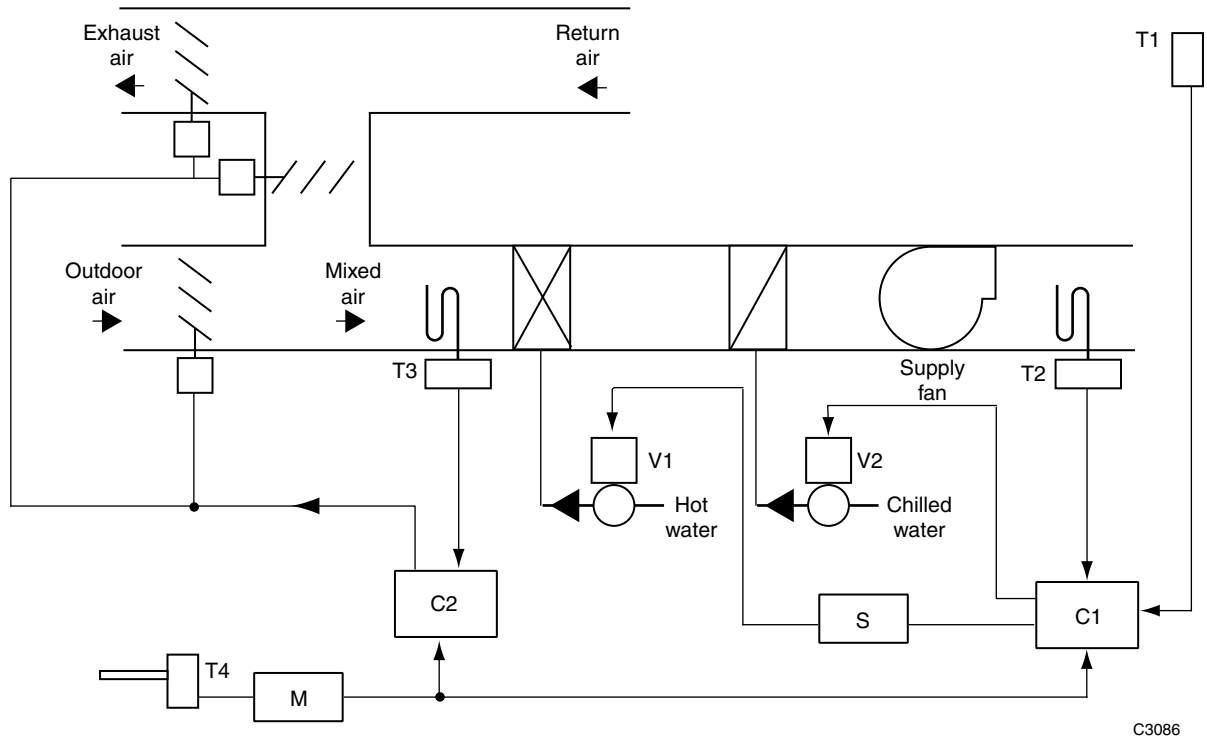 Exhaust
air
Return
air
T1
Outdoor
air
Mixed
air
T3
Supply
fan
T2
V1
V2
Hot
water
Chilled
water
C2
S
C1
T4
M
C3086